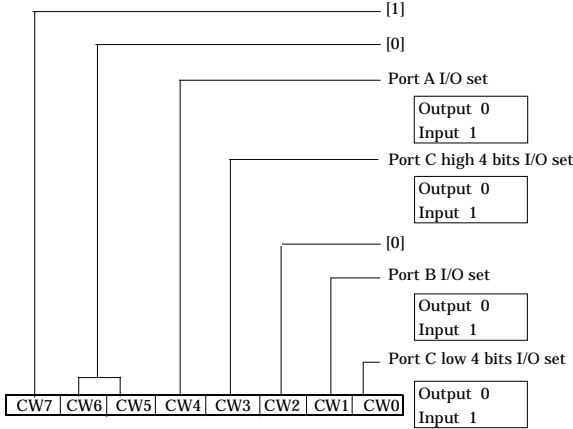 [1]
[0]
Port A I/O set
Output 0
Input 1
Port C high 4 bits I/O set
Output 0
Input 1
[0]
Port B I/O set
Output 0
Input 1
Port C low 4 bits I/O set
Output 0
Input 1
CW7 CW6 CW5 CW4 CW3 CW2 CW1 CW0